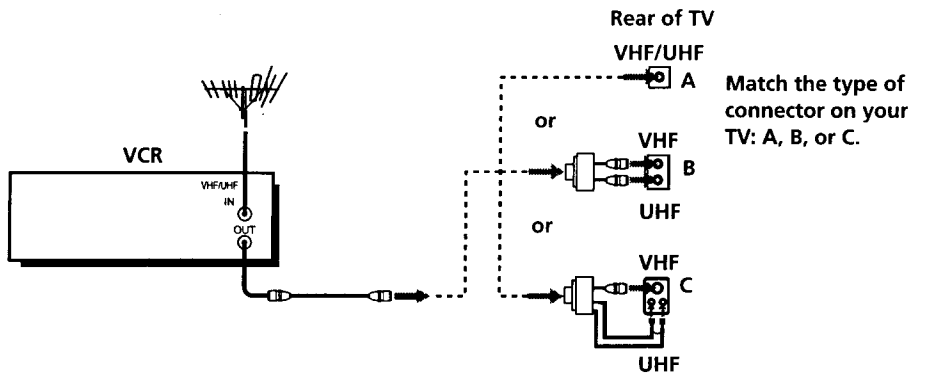 Rear of TV
VHF/UHF
A
Match the type of
connector on your
TV: A, B, or C.
or
VHF
B
UHF
VCR
VHF/UHF
IN
OUT
or
VHF
C
UHF